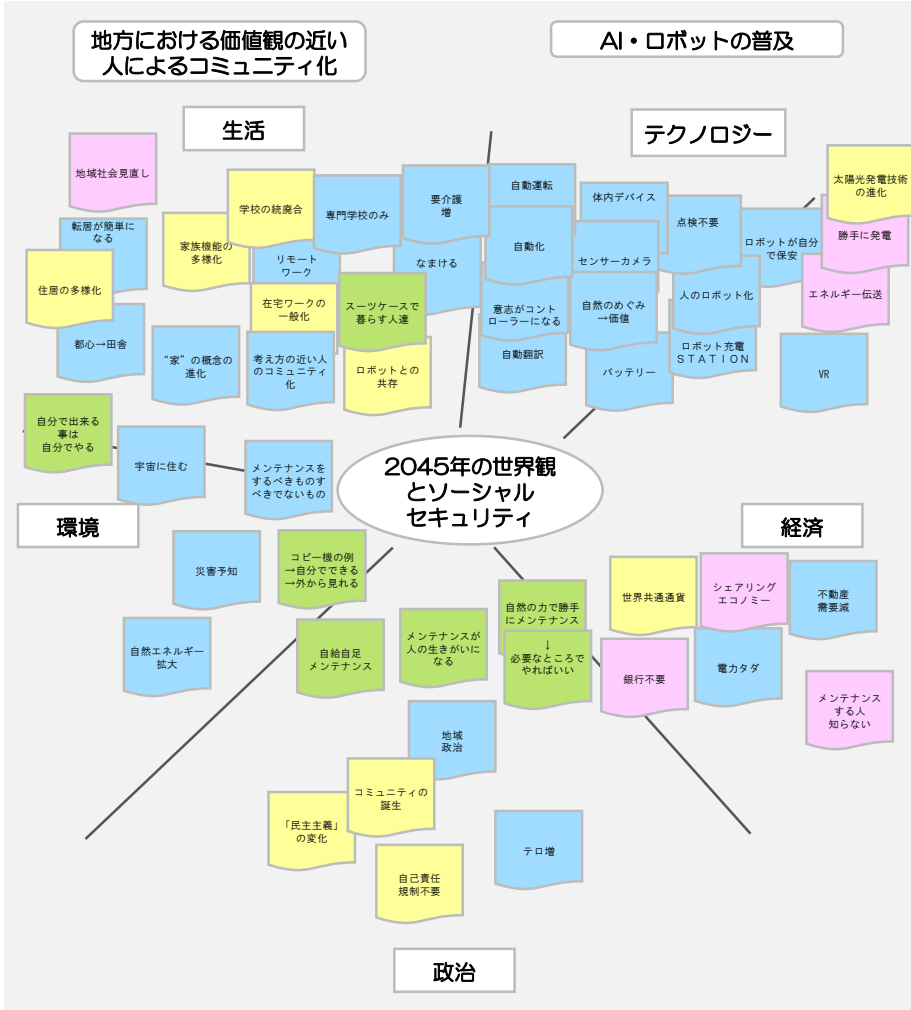 地方における価値観の近い
人によるコミュニティ化
AI・ロボットの普及
生活
テクノロジー
地域社会見直し
転居が簡単に
なる
住居の多様化
都心→田舎
家族機能の
多様化
学校の統廃合
リモート
ワーク
専門学校のみ
在宅ワークの
一般化
スーツケースで
暮らす人達
“家”の概念の
進化
考え方の近い人
のコミュニティ
化
ロボットとの
共存
要介護
増
なまける
自動運転
自動化
意志がコント
ローラーになる
自動翻訳
体内デバイス
センサーカメラ
自然のめぐみ
→価値
バッテリー
点検不要
人のロボット化
ロボット充電
ＳＴＡＴＩＯＮ
ロボットが自分
で保安
太陽光発電技術
の進化
勝手に発電
エネルギー伝送
VR
自分で出来る
事は
自分でやる
宇宙に住む
メンテナンスを
するべきものす
べきでないもの
2045年の世界観
とソーシャル
セキュリティ
環境
経済
災害予知
コピー機の例
→自分でできる
→外から見れる
自然エネルギー
拡大
自給自足
メンテナンス
メンテナンスが
人の生きがいに
なる
自然の力で勝手
にメンテナンス
↓
必要なところで
やればいい
世界共通通貨
シェアリング
エコノミー
不動産
需要減
銀行不要
電力タダ
メンテナンス
する人
知らない
地域
政治
コミュニティの
誕生
「民主主義」
の変化
自己責任
規制不要
テロ増
政治